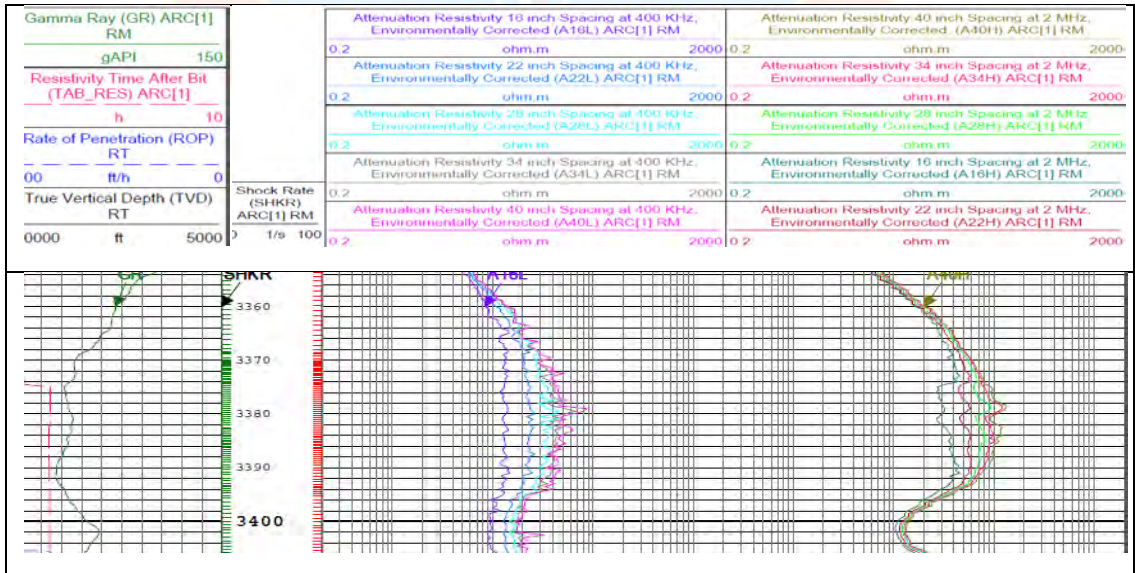 Gamma Ray (GR) ARC[1]
RM
gAPI 150
Resistivity Time After Bit
(TAB_RES) ARC[1]
h 10
Rate of Penetration (ROP)
RT
00 ft/h 0
True Vertical Depth (TVD)
RT
0000 ft 5000
Shock Rate
(SHKR)
ARC[1] RM
1/s 100
Attenuation Resistivity 16 inch Spacing at 400 KHz,
Environmentally Corrected (A16L) ARC[1] RM
0.2 ohm.m 2000
Attenuation Resistivity 22 inch Spacing at 400 KHz,
Environmentally Corrected (A22L) ARC[1] RM
0.2 ohm.m 2000
Attenuation Resistivity 28 inch Spacing at 400 KHz,
Environmentally Corrected (A28L) ARC[1] RM
0.2 ohm.m 2000
Attenuation Resistivity 34 inch Spacing at 400 KHz,
Environmentally Corrected (A34L) ARC[1] RM
0.2 ohm.m 2000
Attenuation Resistivity 40 inch Spacing at 400 KHz,
Environmentally Corrected (A40L) ARC[1] RM
0.2 ohm.m 2000
Attenuation Resistivity 40 inch Spacing at 2 MHz,
Environmentally Corrected (A40H) ARC[1] RM
0.2 ohm.m 2000
Attenuation Resistivity 34 inch Spacing at 2 MHz,
Environmentally Corrected (A34H) ARC[1] RM
0.2 ohm.m 2000
Attenuation Resistivity 28 inch Spacing at 2 MHz,
Environmentally Corrected (A28H) ARC[1] RM
0.2 ohm.m 2000
Attenuation Resistivity 16 inch Spacing at 2 MHz,
Environmentally Corrected (A16H) ARC[1] RM
0.2 ohm.m 2000
Attenuation Resistivity 22 inch Spacing at 2 MHz,
Environmentally Corrected (A22H) ARC[1] RM
0.2 ohm.m 2000
GR SHKR A16L A40H
3360
3370
3380
3390
3400